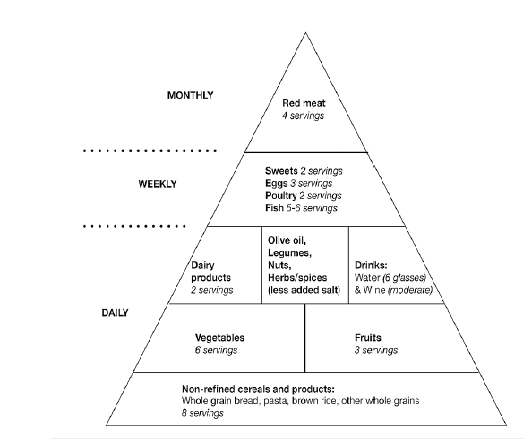 MONTHLY
Red meat
4 servings
WEEKLY
Sweets 2 servings
Eggs 3 servings
Poultry 2 servings
Fish 5-6 servings
DAILY
Dairy
products
2 servings
Olive oil,
Legumes,
Nuts,
Herbs/spices
(less added salt)
Drinks:
Water (6 glasses)
& Wine (moderate)
Vegetables
6 servings
Fruits
3 servings
Non-refined cereals and products:
Whole grain bread, pasta, brown rice, other whole grains
8 servings